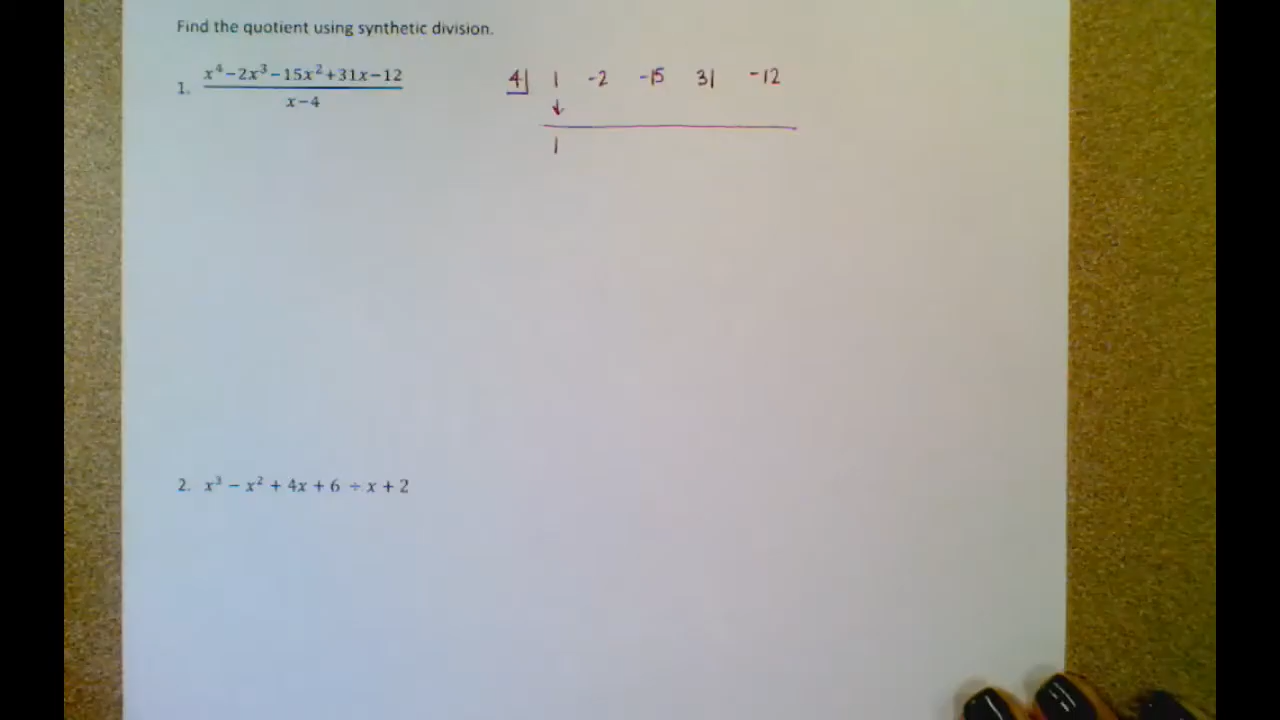 Find the quotient using synthetic division.
1. x⁴−2x³−15x²+31x−12
x−4
4| 1 -2 -15 31 -12
↓
1
2. x³ − x² + 4x + 6 ÷ x + 2